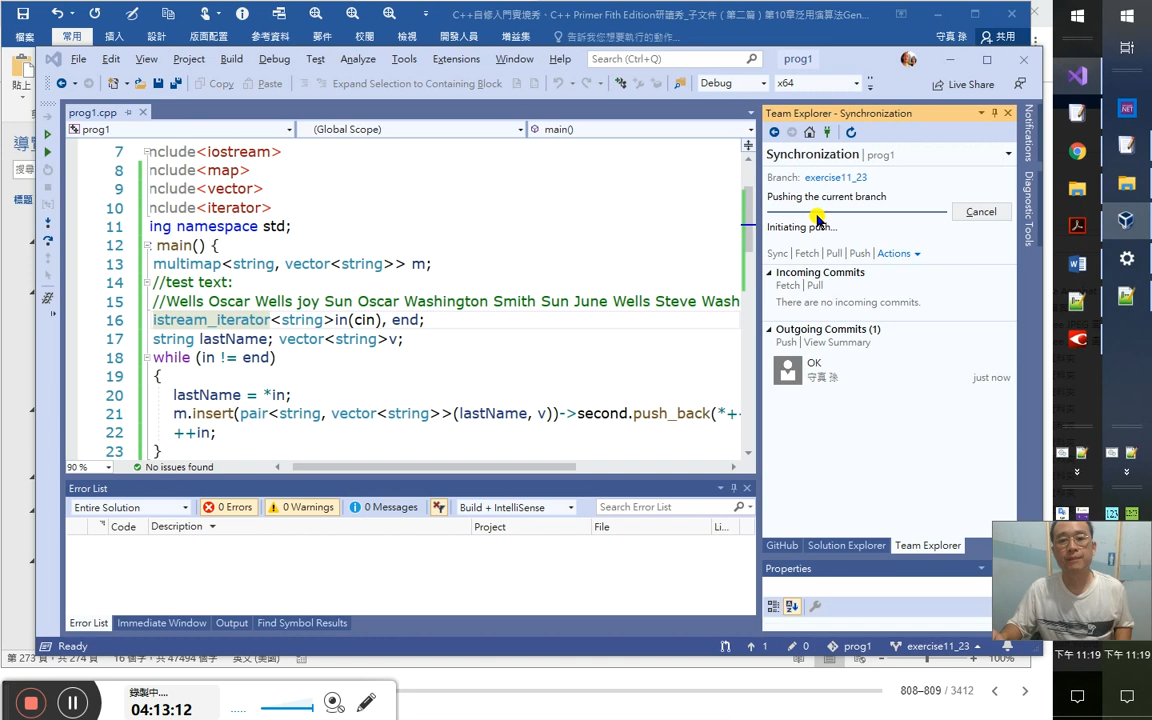 C++自修入門實境秀、C++ Primer Fith Edition研讀秀_子文件（第二篇）第10章泛用演算法Gen...
檔案 常用 插入 設計 版面配置 參考資料 郵件 校閱 檢視 開發人員 增益集 告訴我您想要執行的動作... 守真 孫 共用
File Edit View Project Build Debug Test Analyze Tools Extensions Window Help Search (Ctrl+Q) prog1
貼上
Copy Paste Expand Selection to Containing Block Debug x64 Live Share
prog1.cpp
prog1 (Global Scope) main()
7 nclude<iostream>
8 nclude<map>
9 nclude<vector>
10 nclude<iterator>
11 ing namespace std;
12 main() {
13 multimap<string, vector<string>> m;
14 //test text:
15 //Wells Oscar Wells joy Sun Oscar Washington Smith Sun June Wells Steve Wash
16 istream_iterator<string>in(cin), end;
17 string lastName; vector<string>v;
18 while (in != end)
19 {
20 lastName = *in;
21 m.insert(pair<string, vector<string>>(lastName, v))->second.push_back(*+
22 ++in;
23 }
90 % No issues found
導
搜尋
標題
Team Explorer - Synchronization
Synchronization | prog1
Branch: exercise11_23
Pushing the current branch
Cancel
Initiating push...
Sync | Fetch | Pull | Push | Actions
Incoming Commits
Fetch | Pull
There are no incoming commits.
Outgoing Commits (1)
Push | View Summary
OK
守真 孫 just now
GitHub Solution Explorer Team Explorer
Properties
Notifications
Diagnostic Tools
Error List
Entire Solution 0 Errors 0 Warnings 0 Messages Build + IntelliSense Search Error List
Code Description Project File Li...
Error List Immediate Window Output Find Symbol Results
Ready 1 0 prog1 exercise11_23
第 273 頁，共 274 頁 16 個字，共 47494 個字 英文 (美國) 100%
錄製中....
04:13:12
808–809 / 3412
下午 11:19 下午 11:19